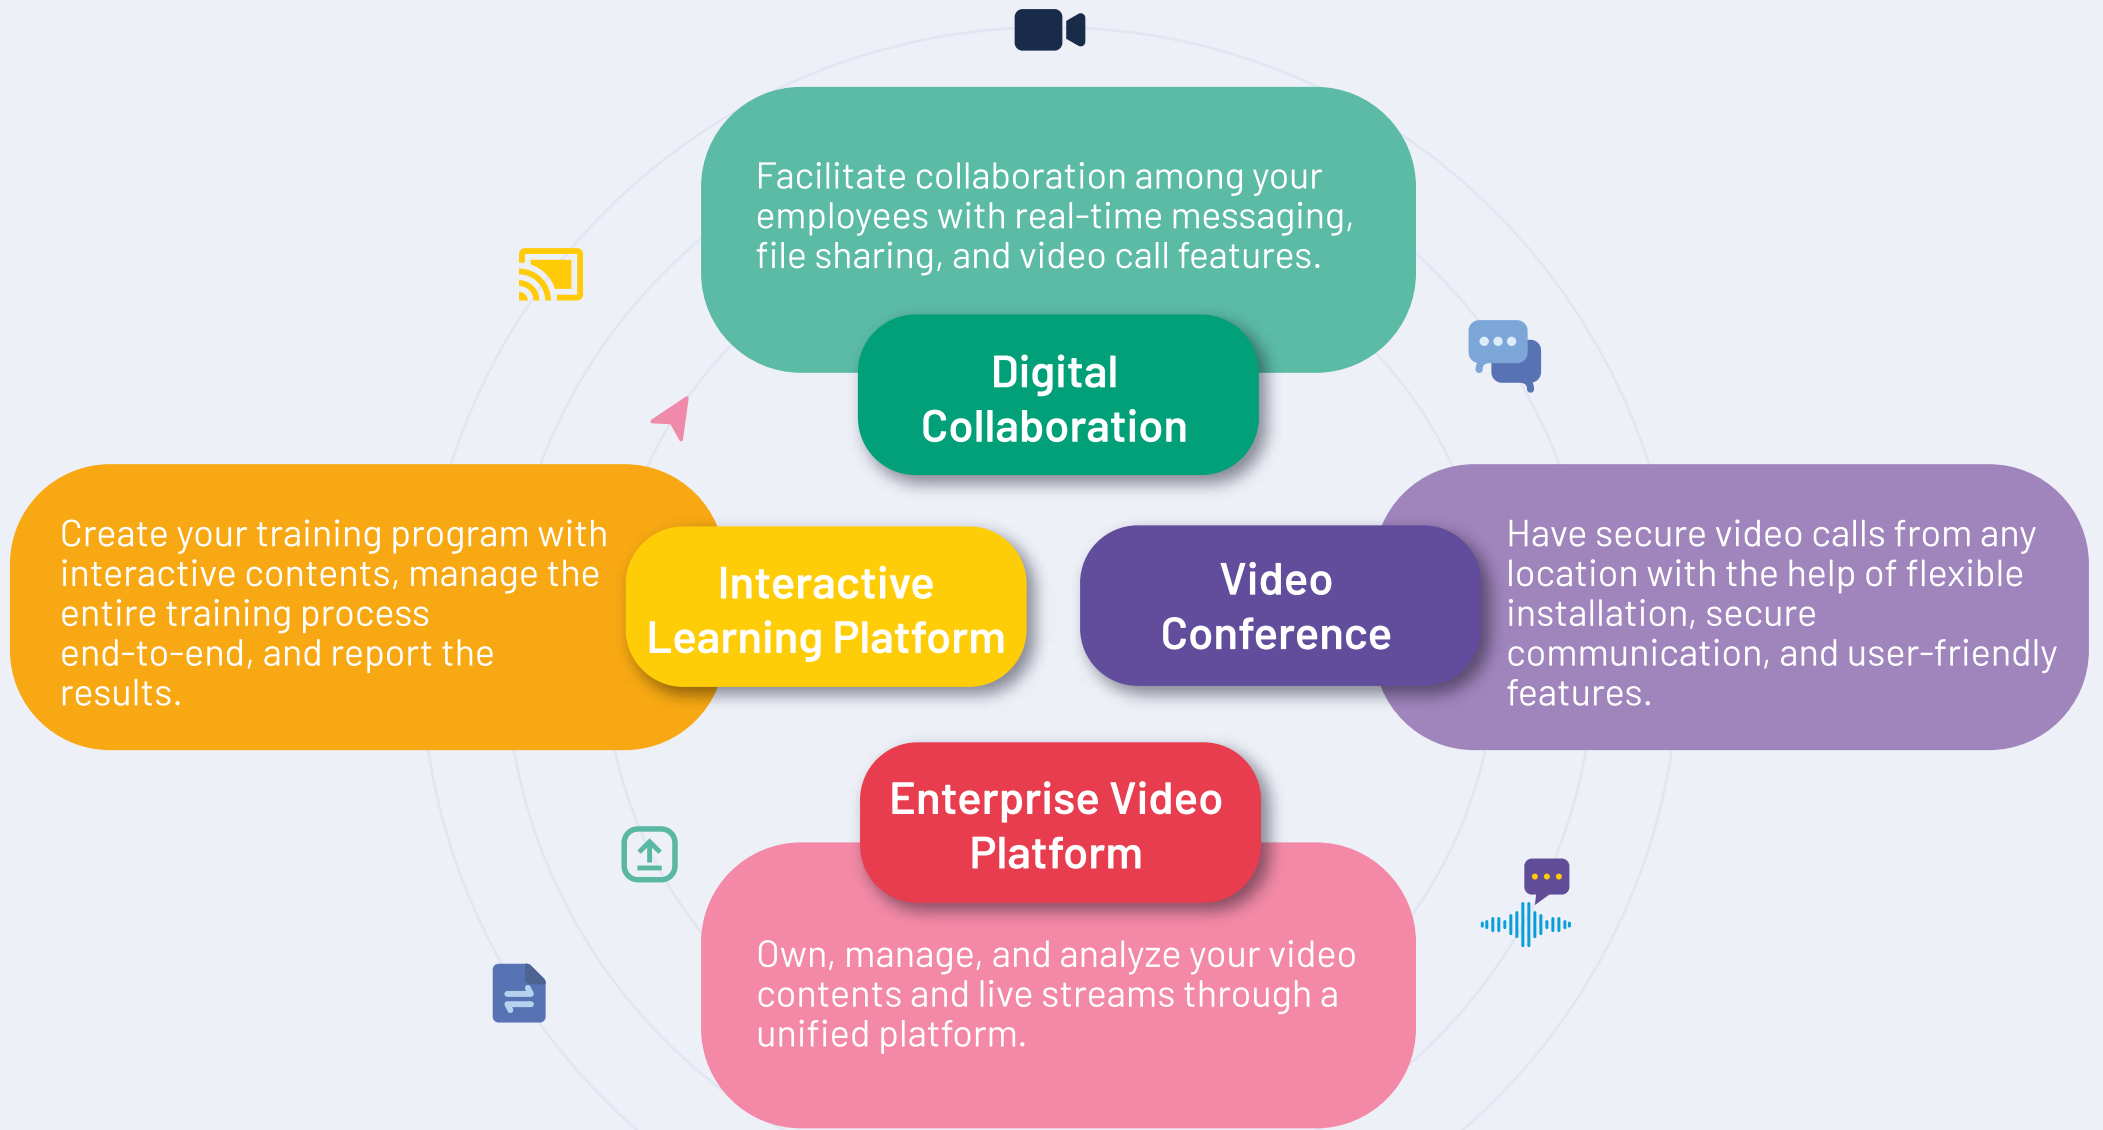 Facilitate collaboration among your
employees with real-time messaging,
file sharing, and video call features.
Digital
Collaboration
Create your training program with
interactive contents, manage the
entire training process
end-to-end, and report the
results.
Interactive
Learning Platform
Video
Conference
Have secure video calls from any
location with the help of flexible
installation, secure
communication, and user-friendly
features.
Enterprise Video
Platform
Own, manage, and analyze your video
contents and live streams through a
unified platform.